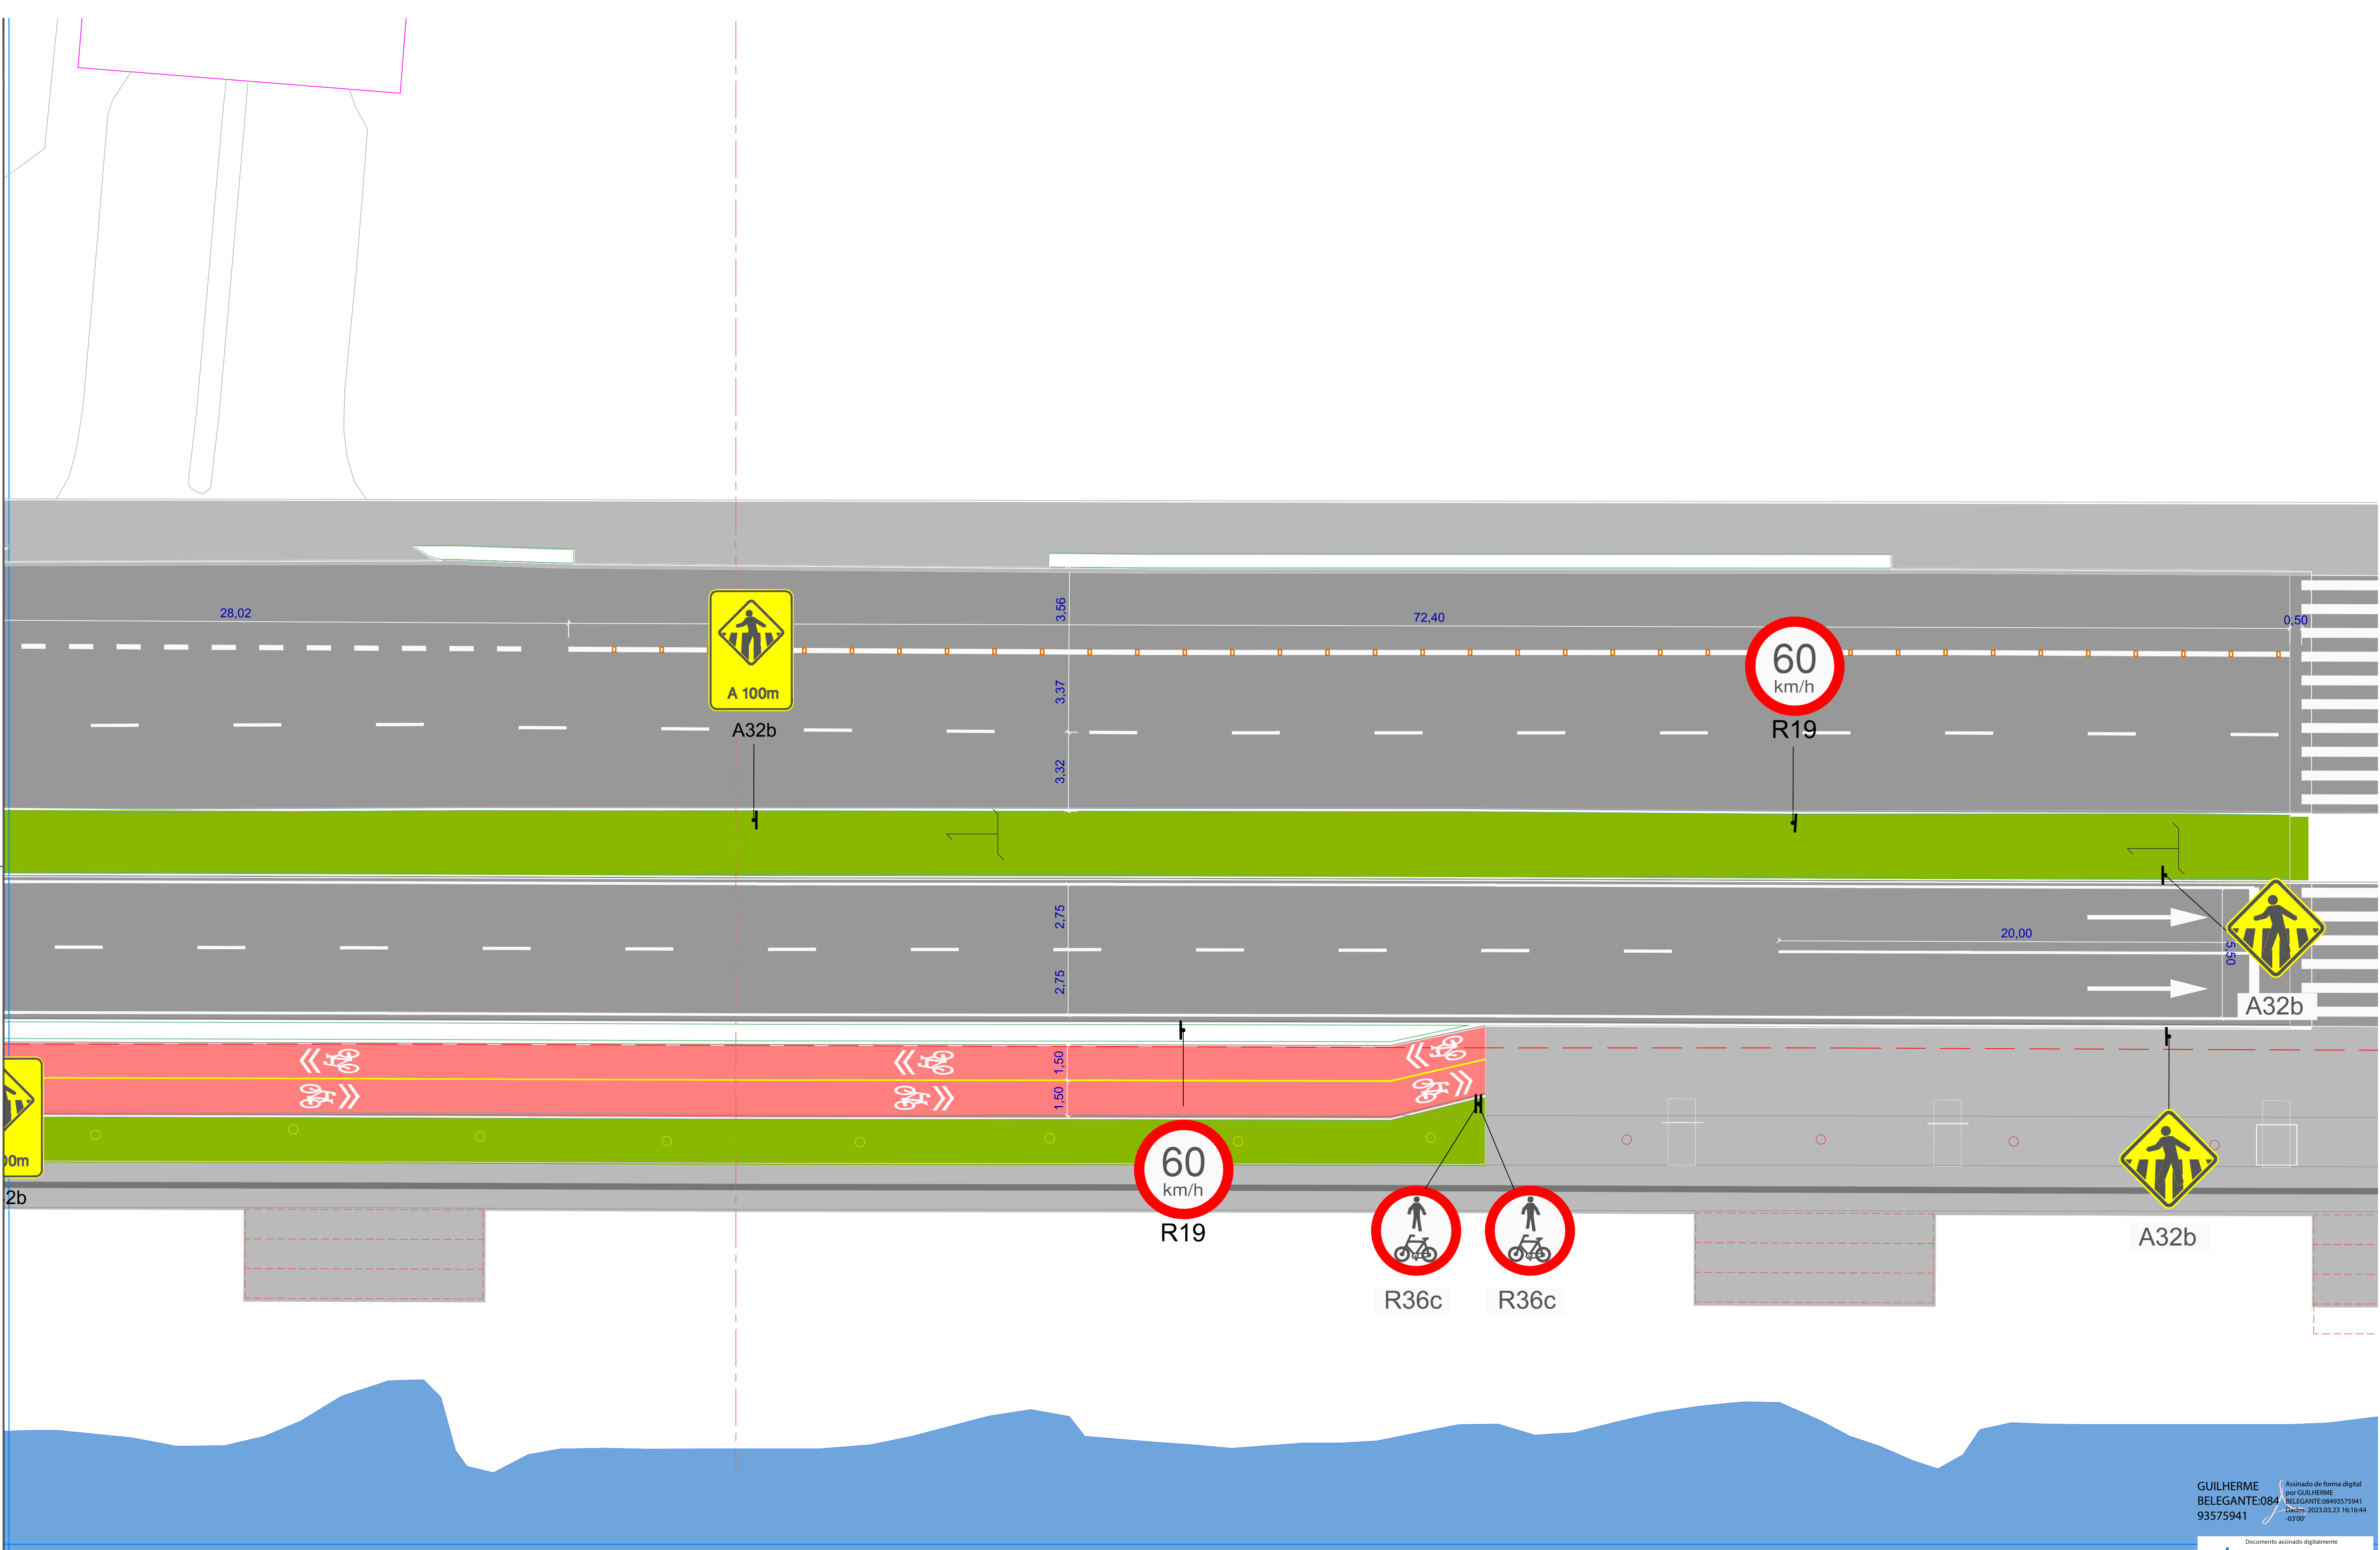 28,02
3,56
72,40
0,50
60
km/h
R19
A 100m
A32b
3,37
3,32
2,75
2,75
20,00
5,50
A32b
1,50
1,50
00m
2b
60
km/h
R19
R36c
R36c
A32b
GUILHERME
BELEGANTE:084
93575941
Assinado de forma digital
por GUILHERME
BELEGANTE:08493575941
Dados: 2023.03.23 16:16:44
-03'00'
Documento assinado digitalmente